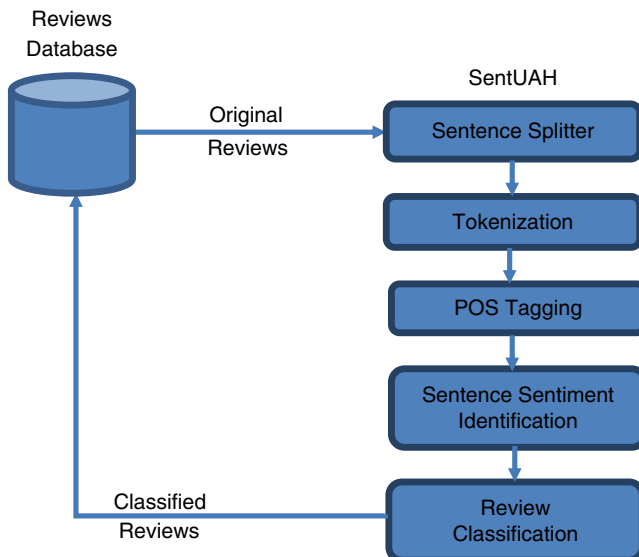 Reviews
Database
SentUAH
Original
Reviews
Sentence Splitter
Tokenization
POS Tagging
Sentence Sentiment
Identification
Classified
Reviews
Review
Classification